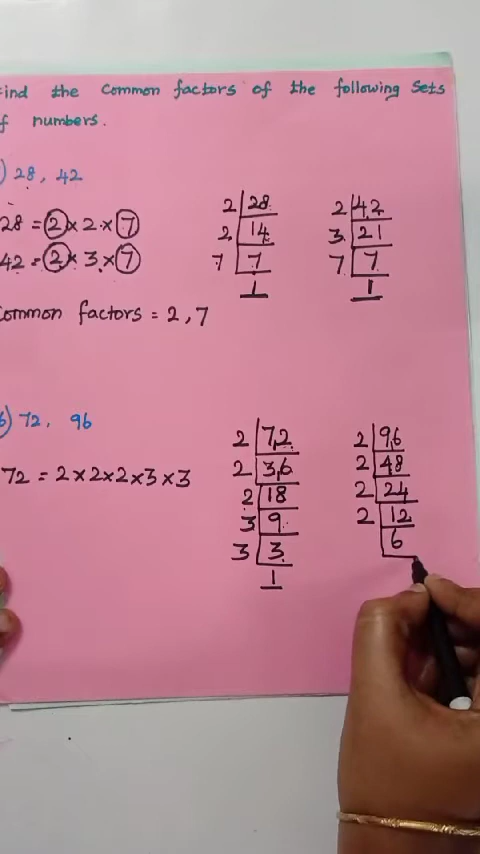 ind the common factors of the following sets
f numbers.
) 28, 42
28 = 2 × 2 × 7
42 = 2 × 3 × 7
2 28
2 14
7 7
1
2 42
3 21
7 7
1
ommon factors = 2, 7
b) 72, 96
72 = 2×2×2×3×3
2 72
2 36
2 18
3 9
3 3
1
2 96
2 48
2 24
2 12
6